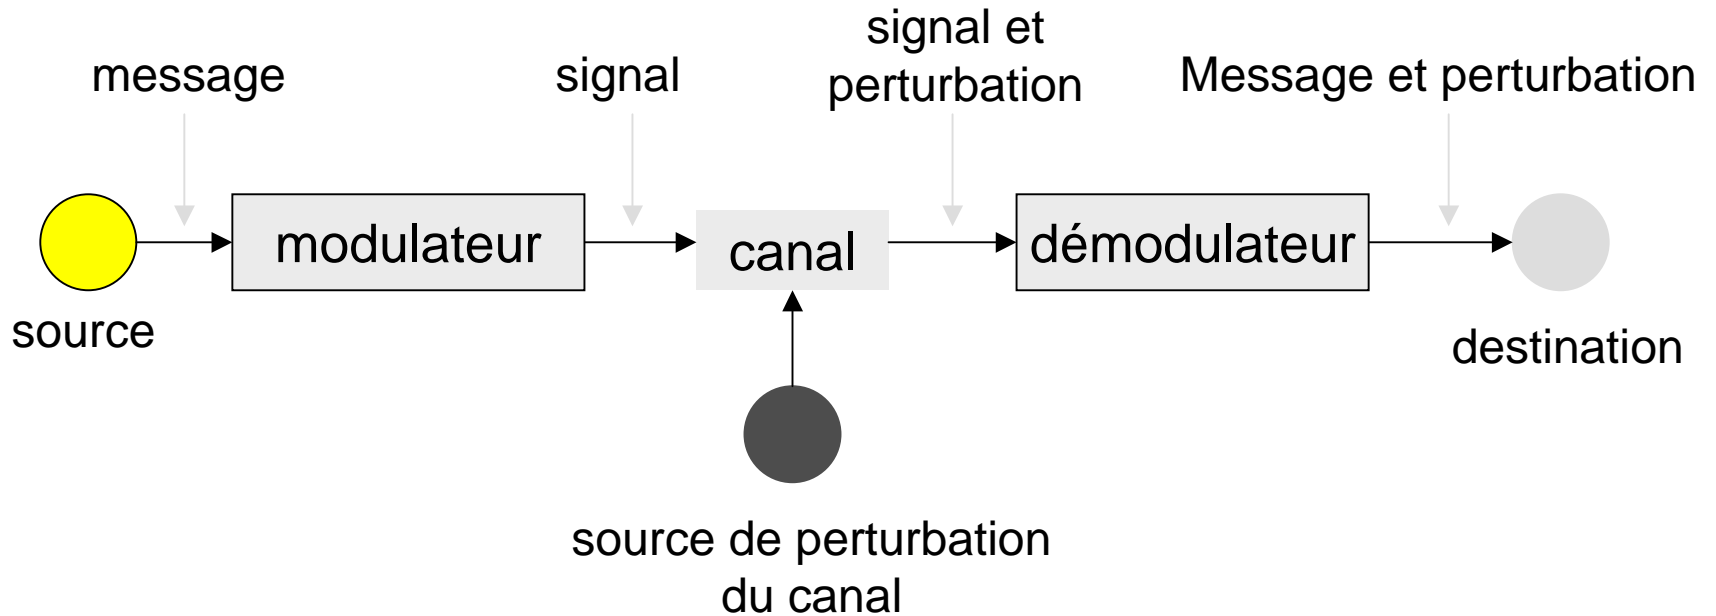 message
signal
signal et
perturbation
Message et perturbation
modulateur
canal
démodulateur
source
destination
source de perturbation
du canal